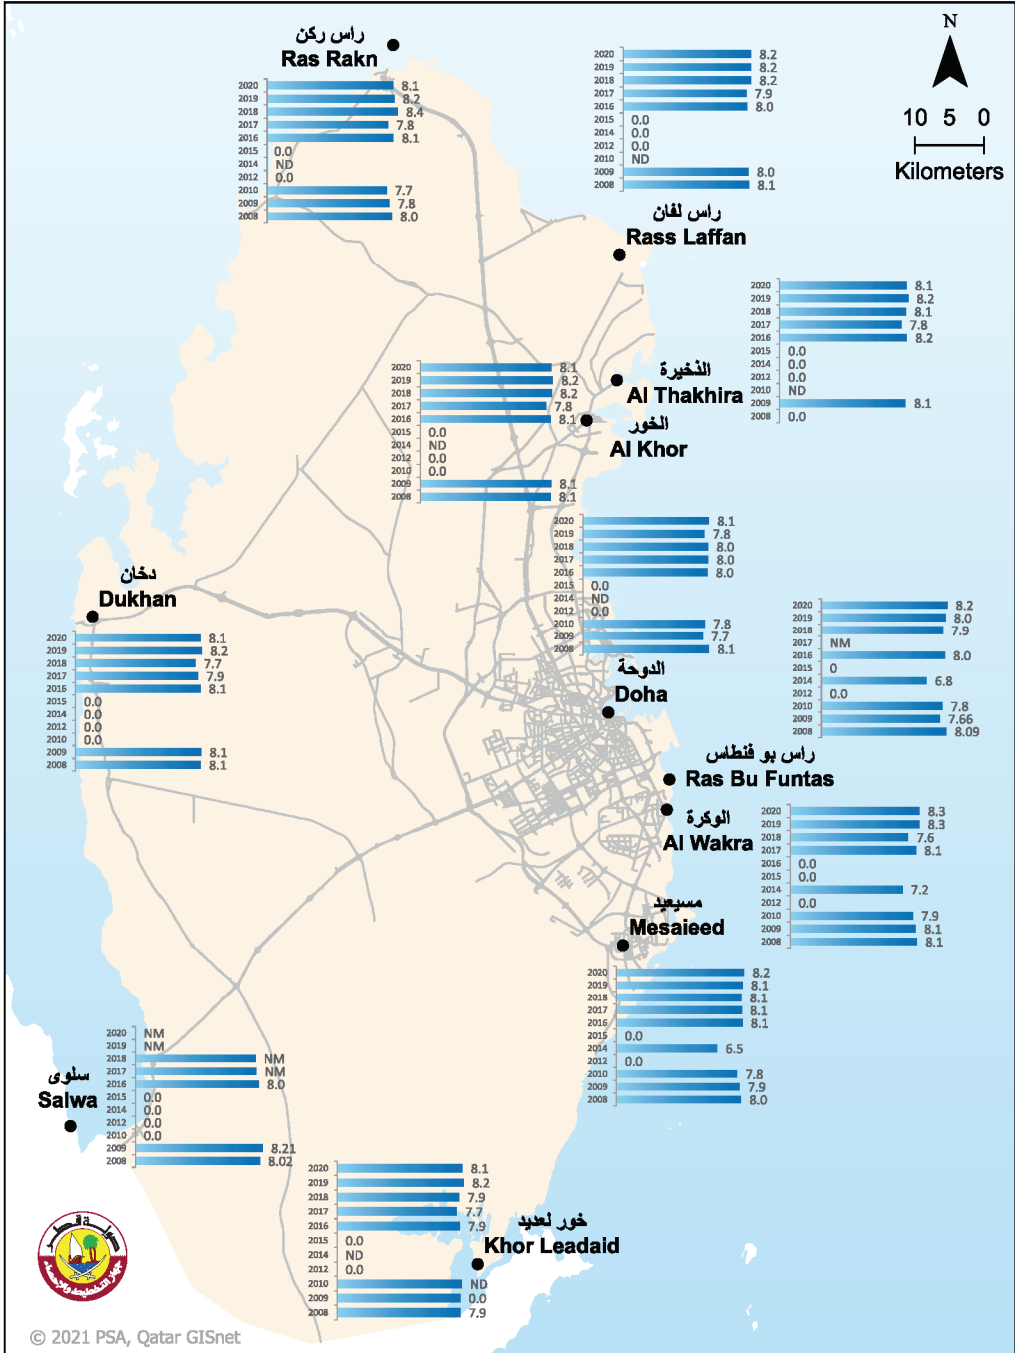 راس ركن
Ras Rakn
2020 8.1
2019 8.2
2018 8.4
2017 7.8
2016 8.1
2015 0.0
2014 ND
2012 0.0
2010 7.7
2009 7.8
2008 8.0
2020 8.2
2019 8.2
2018 8.2
2017 7.9
2016 8.0
2015 0.0
2014 0.0
2012 0.0
2010 ND
2009 8.0
2008 8.1
N
10 5 0
Kilometers
راس لفان
Rass Laffan
2020 8.1
2019 8.2
2018 8.1
2017 7.8
2016 8.2
2015 0.0
2014 0.0
2012 0.0
2010 ND
2009 8.1
2008 0.0
الذخيرة
Al Thakhira
الخور
Al Khor
2020 8.1
2019 8.2
2018 8.2
2017 7.8
2016 8.1
2015 0.0
2014 ND
2012 0.0
2010 0.0
2009 8.1
2008 8.1
2020 8.1
2019 7.8
2018 8.0
2017 8.0
2016 8.0
2015 0.0
2014 ND
2012 0.0
2010 7.8
2009 7.7
2008 8.1
الدوحة
Doha
دخان
Dukhan
2020 8.1
2019 8.2
2018 7.7
2017 7.9
2016 8.1
2015 0.0
2014 0.0
2012 0.0
2010 0.0
2009 8.1
2008 8.1
2020 8.2
2019 8.0
2018 7.9
2017 NM
2016 8.0
2015 0
2014 6.8
2012 0.0
2010 7.8
2009 7.66
2008 8.09
راس بو فنطاس
Ras Bu Funtas
الوكرة
Al Wakra
2020 8.3
2019 8.3
2018 7.6
2017 8.1
2016 0.0
2015 0.0
2014 7.2
2012 0.0
2010 7.9
2009 8.1
2008 8.1
مسيعيد
Mesaieed
2020 8.2
2019 8.1
2018 8.1
2017 8.1
2016 8.1
2015 0.0
2014 6.5
2012 0.0
2010 7.8
2009 7.9
2008 8.0
سلوى
Salwa
2020 NM
2019 NM
2018 NM
2017 NM
2016 8.0
2015 0.0
2014 0.0
2012 0.0
2010 0.0
2009 8.21
2008 8.02
2020 8.1
2019 8.2
2018 7.9
2017 7.7
2016 7.9
2015 0.0
2014 ND
2012 0.0
2010 ND
2009 0.0
2008 7.9
خور لعديد
Khor Leadaid
دولة قطر
جهاز التخطيط والإحصاء
© 2021 PSA, Qatar GISnet